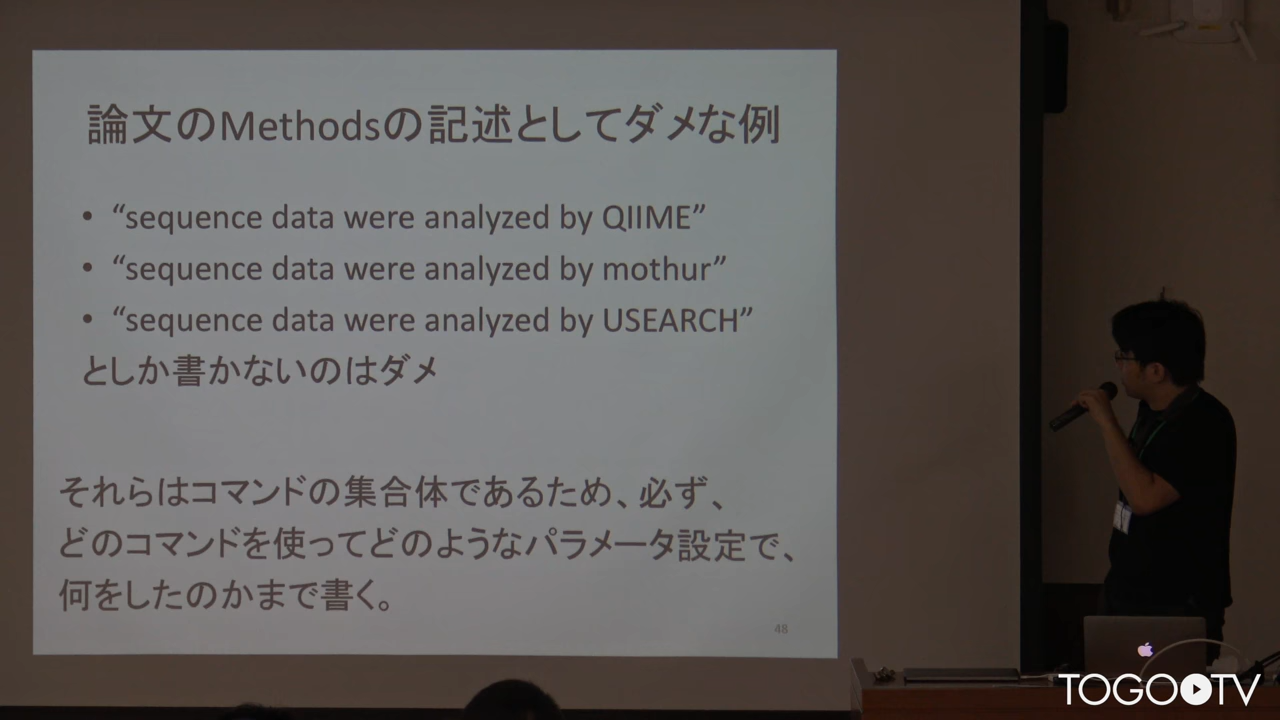 論文のMethodsの記述としてダメな例
• “sequence data were analyzed by QIIME”
• “sequence data were analyzed by mothur”
• “sequence data were analyzed by USEARCH”
としか書かないのはダメ
それらはコマンドの集合体であるため、必ず、
どのコマンドを使ってどのようなパラメータ設定で、
何をしたのかまで書く。
48
TOGOTV